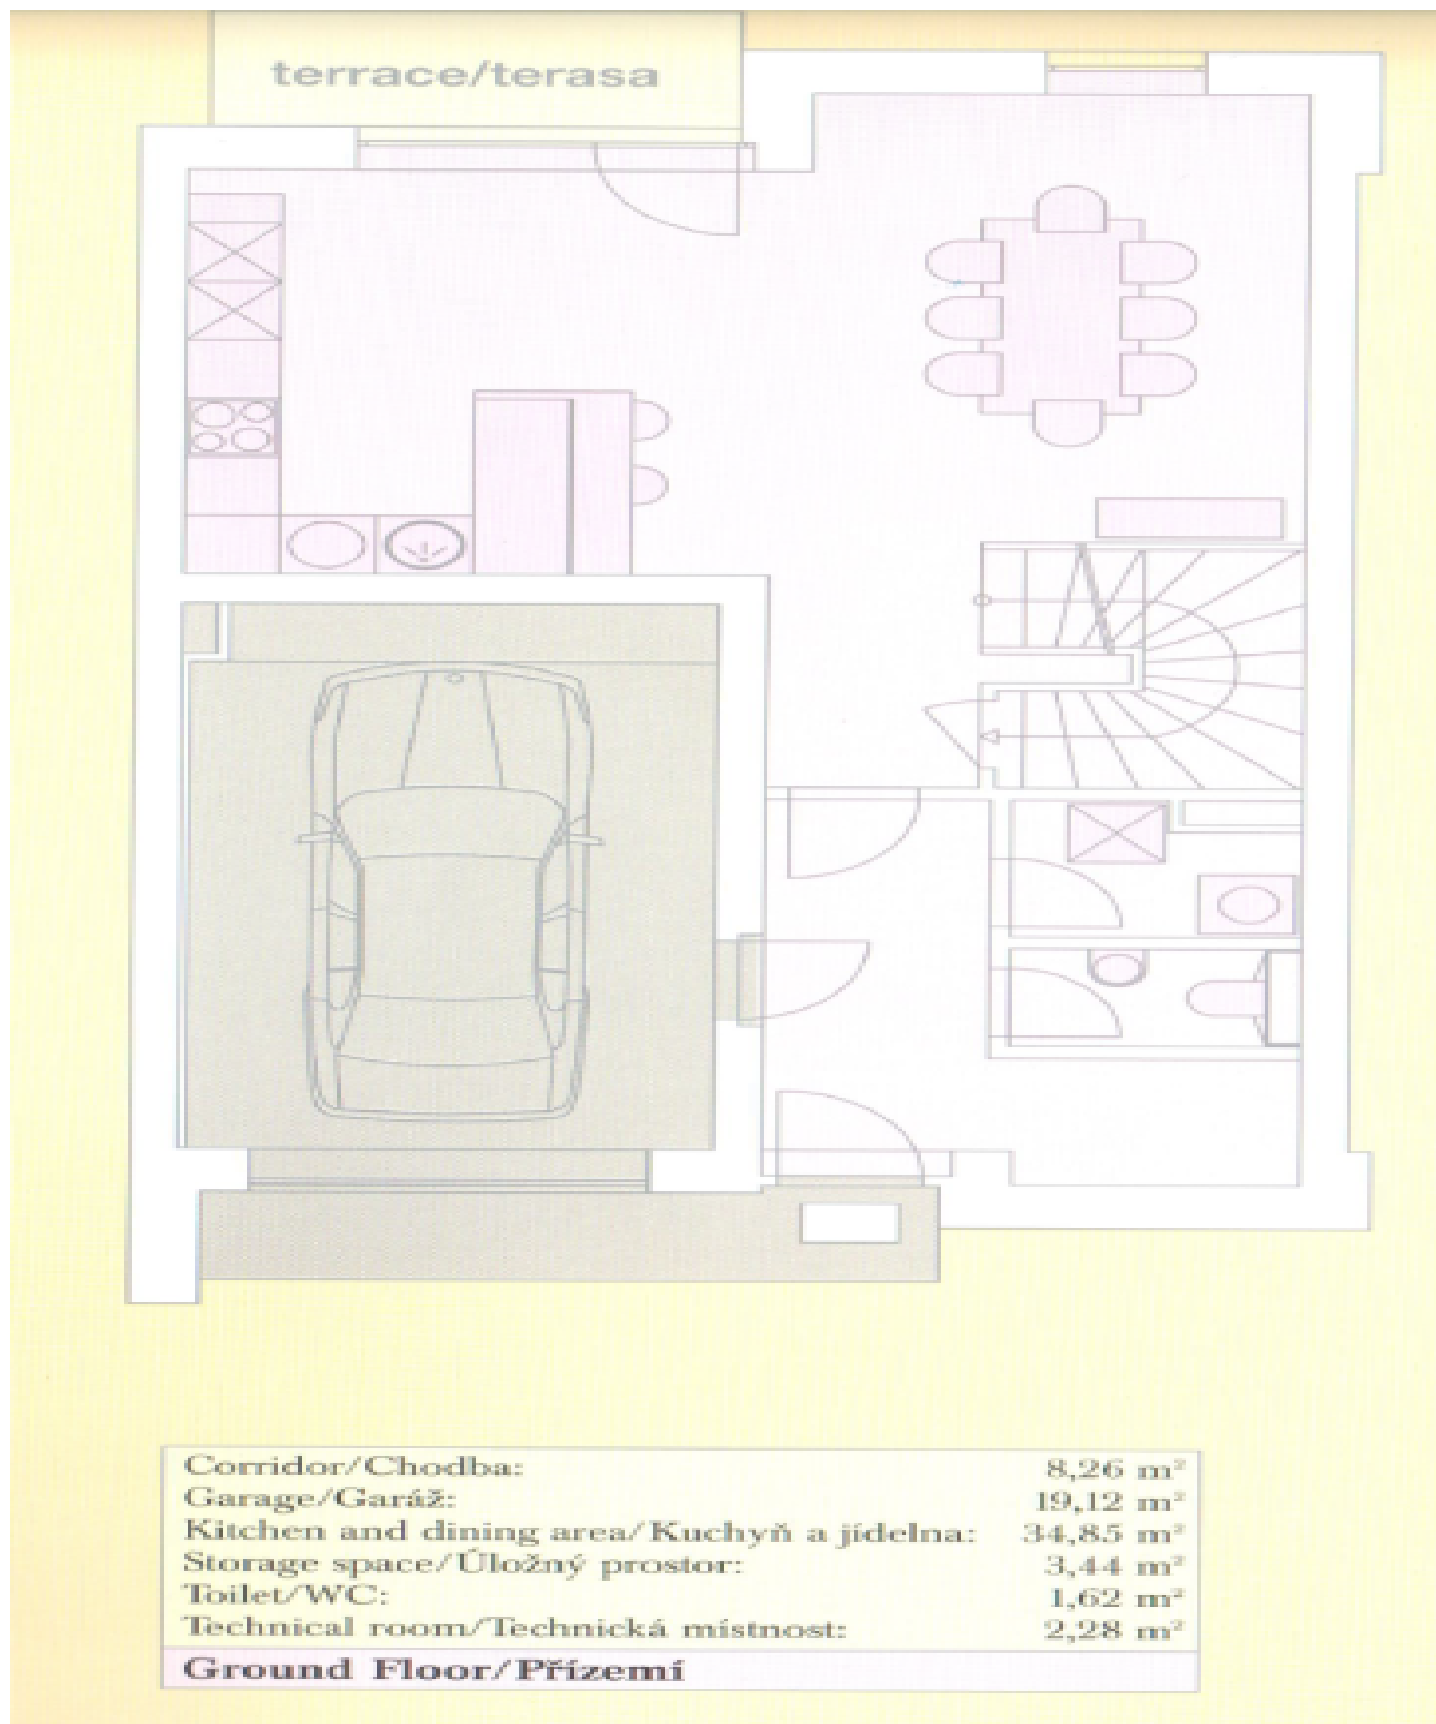 terrace/terasa
Corridor/Chodba: 8,26 m²
Garage/Garáž: 19,12 m²
Kitchen and dining area/Kuchyň a jídelna: 34,85 m²
Storage space/Úložný prostor: 3,44 m²
Toilet/WC: 1,62 m²
Technical room/Technická místnost: 2,28 m²
Ground Floor/Přízemí